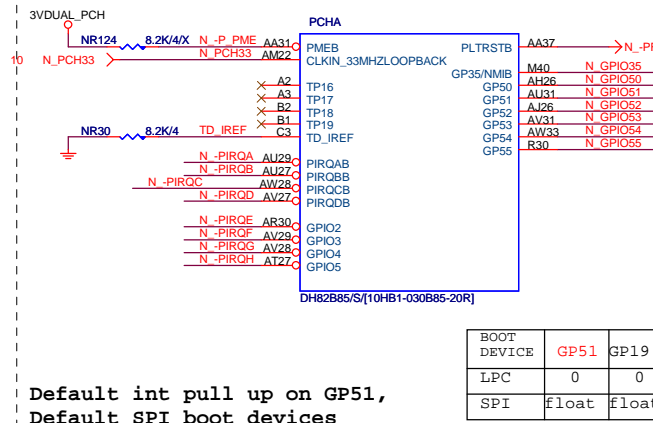 3VDUAL_PCH
PCHA
NR124 8.2K/4/X N_-P_PME AA31 PMEB PLTRSTB AA37
10 N_PCH33 N_PCH33 AM22 CLKIN_33MHZLOOPBACK
GP35/NMIB M40 N_GPIO35
A2 TP16 GP50 AH26 N_GPIO50
A3 TP17 GP51 AU31 N_GPIO51
B2 TP18 GP52 AJ26 N_GPIO52
B1 TP19 GP53 AV31 N_GPIO53
NR30 8.2K/4 TD_IREF C3 TD_IREF GP54 AW33 N_GPIO54
GP55 R30 N_GPIO55
N_-PIRQA AU29 PIRQAB
N_-PIRQB AU27 PIRQBB
N_-PIRQC AW28 PIRQCB
N_-PIRQD AV27 PIRQDB
N_-PIRQE AR30 GPIO2
N_-PIRQF AV29 GPIO3
N_-PIRQG AV28 GPIO4
N_-PIRQH AT27 GPIO5
DH82B85/S/[10HB1-030B85-20R]
BOOT
DEVICE GP51 GP19
LPC 0 0
SPI float float
Default int pull up on GP51,
Default SPI boot devices